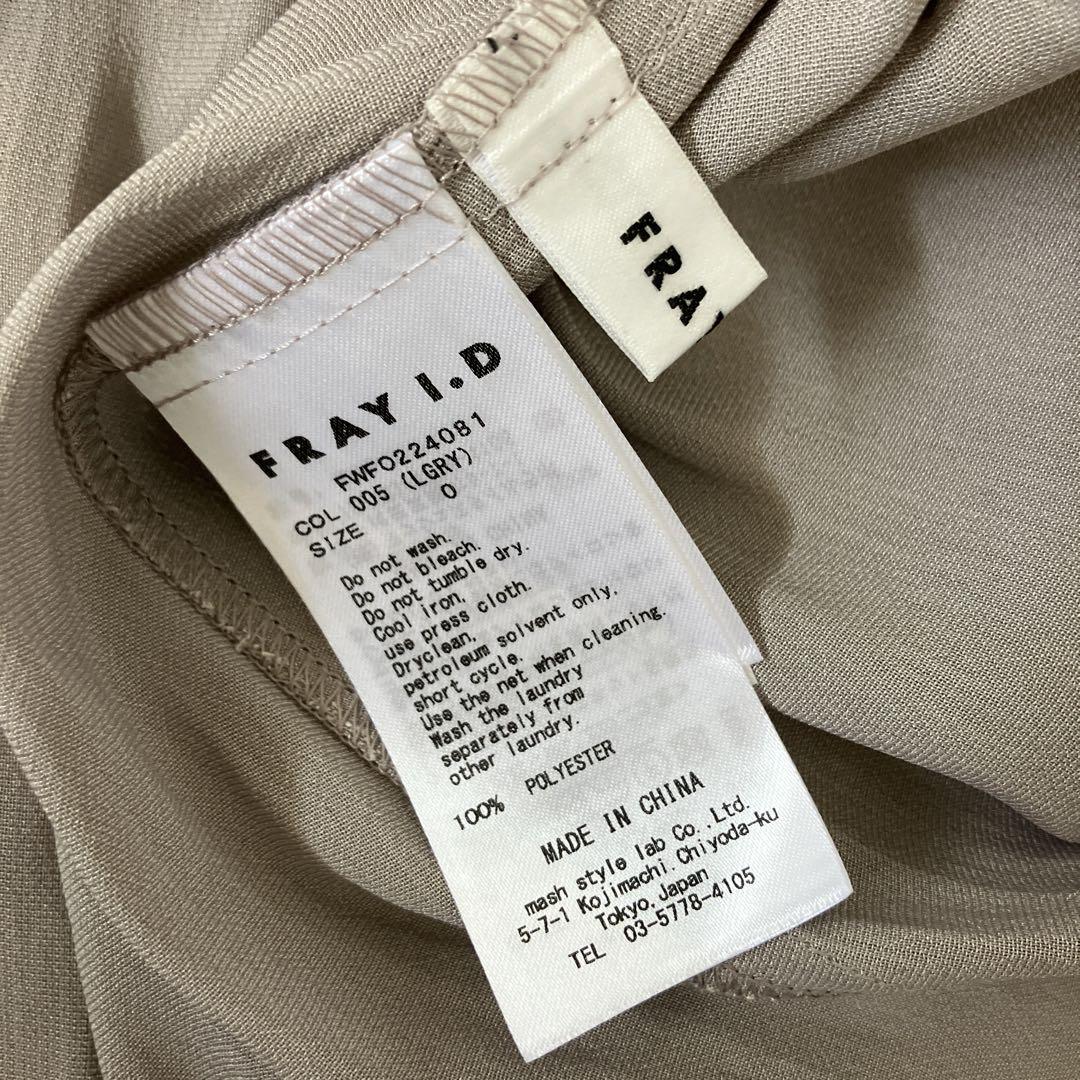 FRAY
FRAY I.D
FWFO224081
COL 005 (LGRY)
SIZE 0
Do not wash.
Do not bleach.
Do not tumble dry.
Cool iron,
use press cloth.
Dryclean,
petroleum solvent only,
short cycle.
Use the net when cleaning.
Wash the laundry
separately from
other laundry.
100% POLYESTER
MADE IN CHINA
mash style lab Co.,Ltd.
5-7-1 Kojimachi.Chiyoda-ku
Tokyo,Japan
TEL 03-5778-4105